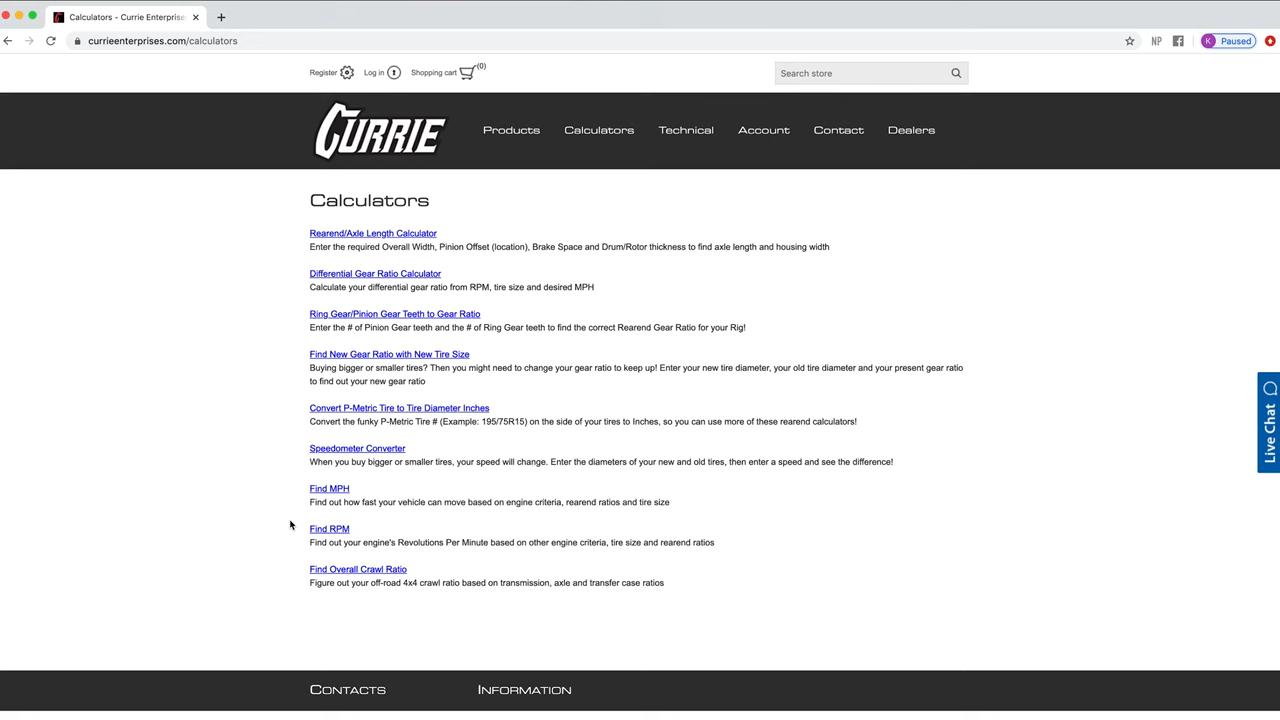 Calculators - Currie Enterprise
currieenterprises.com/calculators
NP
K Paused
Register
Log in
Shopping cart (0)
Search store
CURRIE
Products
Calculators
Technical
Account
Contact
Dealers
Calculators
Rearend/Axle Length Calculator
Enter the required Overall Width, Pinion Offset (location), Brake Space and Drum/Rotor thickness to find axle length and housing width
Differential Gear Ratio Calculator
Calculate your differential gear ratio from RPM, tire size and desired MPH
Ring Gear/Pinion Gear Teeth to Gear Ratio
Enter the # of Pinion Gear teeth and the # of Ring Gear teeth to find the correct Rearend Gear Ratio for your Rig!
Find New Gear Ratio with New Tire Size
Buying bigger or smaller tires? Then you might need to change your gear ratio to keep up! Enter your new tire diameter, your old tire diameter and your present gear ratio
to find out your new gear ratio
Convert P-Metric Tire to Tire Diameter Inches
Convert the funky P-Metric Tire # (Example: 195/75R15) on the side of your tires to Inches, so you can use more of these rearend calculators!
Speedometer Converter
When you buy bigger or smaller tires, your speed will change. Enter the diameters of your new and old tires, then enter a speed and see the difference!
Find MPH
Find out how fast your vehicle can move based on engine criteria, rearend ratios and tire size
Find RPM
Find out your engine's Revolutions Per Minute based on other engine criteria, tire size and rearend ratios
Find Overall Crawl Ratio
Figure out your off-road 4x4 crawl ratio based on transmission, axle and transfer case ratios
Live Chat
CONTACTS
INFORMATION